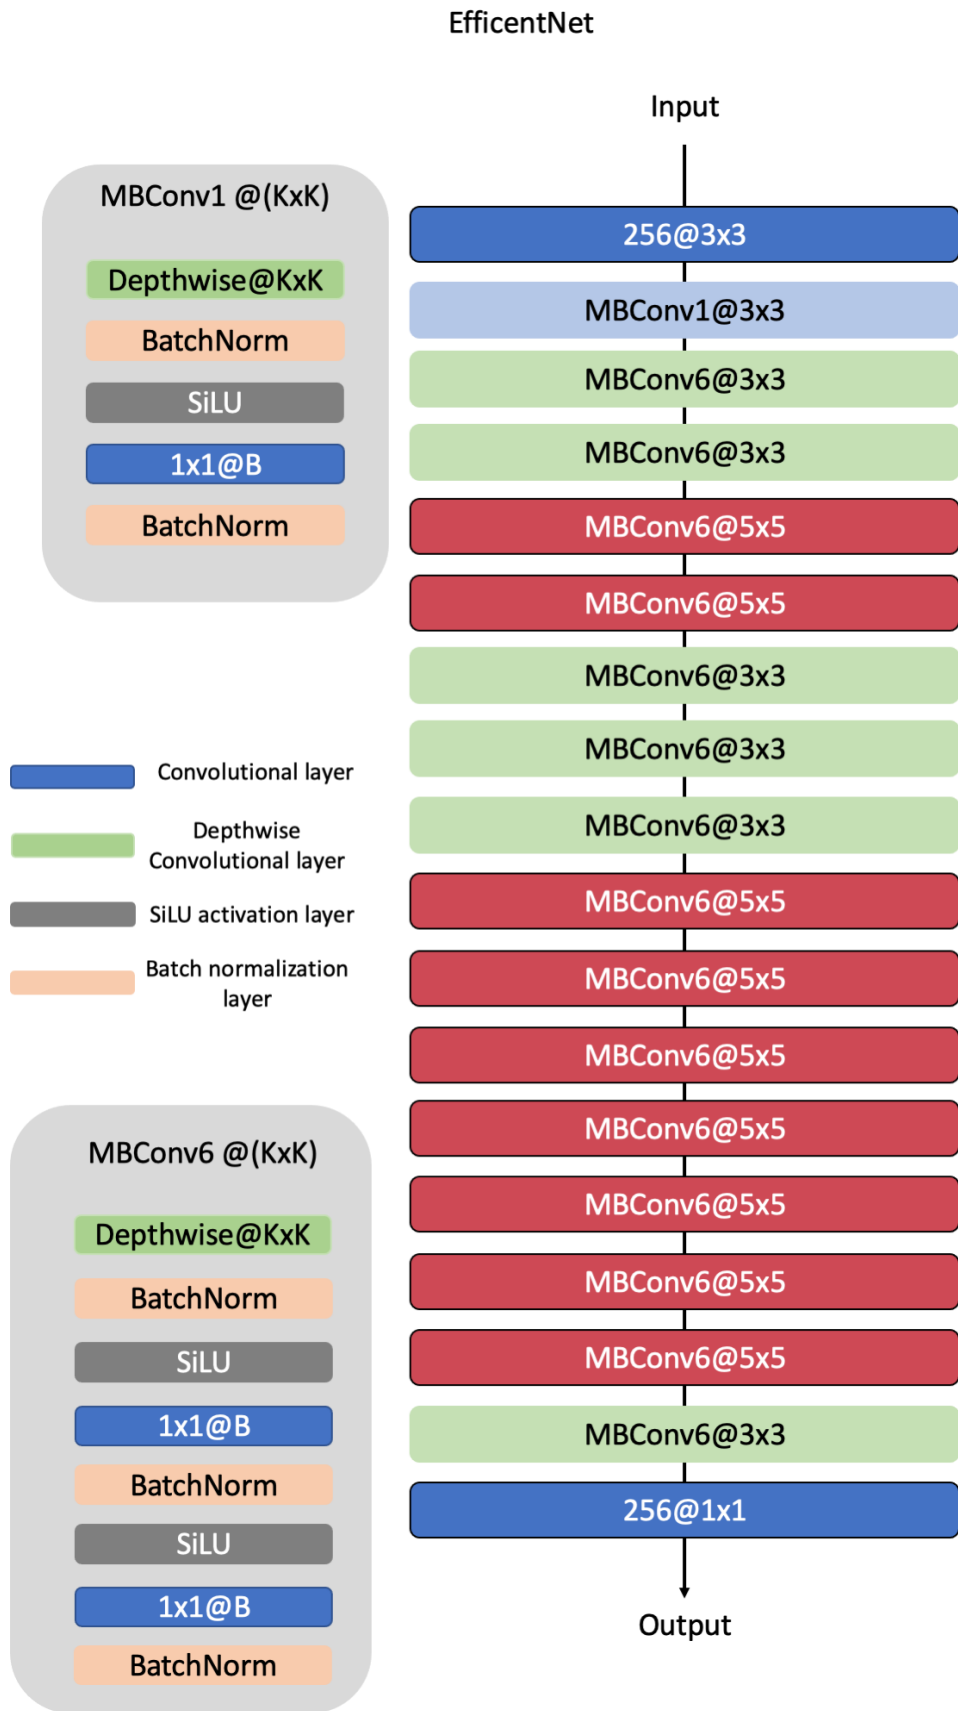 EfficentNet
Input
MBConv1 @(KxK)
Depthwise@KxK
BatchNorm
SiLU
1x1@B
BatchNorm
256@3x3
MBConv1@3x3
MBConv6@3x3
MBConv6@3x3
MBConv6@5x5
MBConv6@5x5
MBConv6@3x3
MBConv6@3x3
MBConv6@3x3
MBConv6@5x5
MBConv6@5x5
MBConv6@5x5
MBConv6@5x5
MBConv6@5x5
MBConv6@5x5
MBConv6@5x5
MBConv6@3x3
256@1x1
Output
Convolutional layer
Depthwise
Convolutional layer
SiLU activation layer
Batch normalization
layer
MBConv6 @(KxK)
Depthwise@KxK
BatchNorm
SiLU
1x1@B
BatchNorm
SiLU
1x1@B
BatchNorm